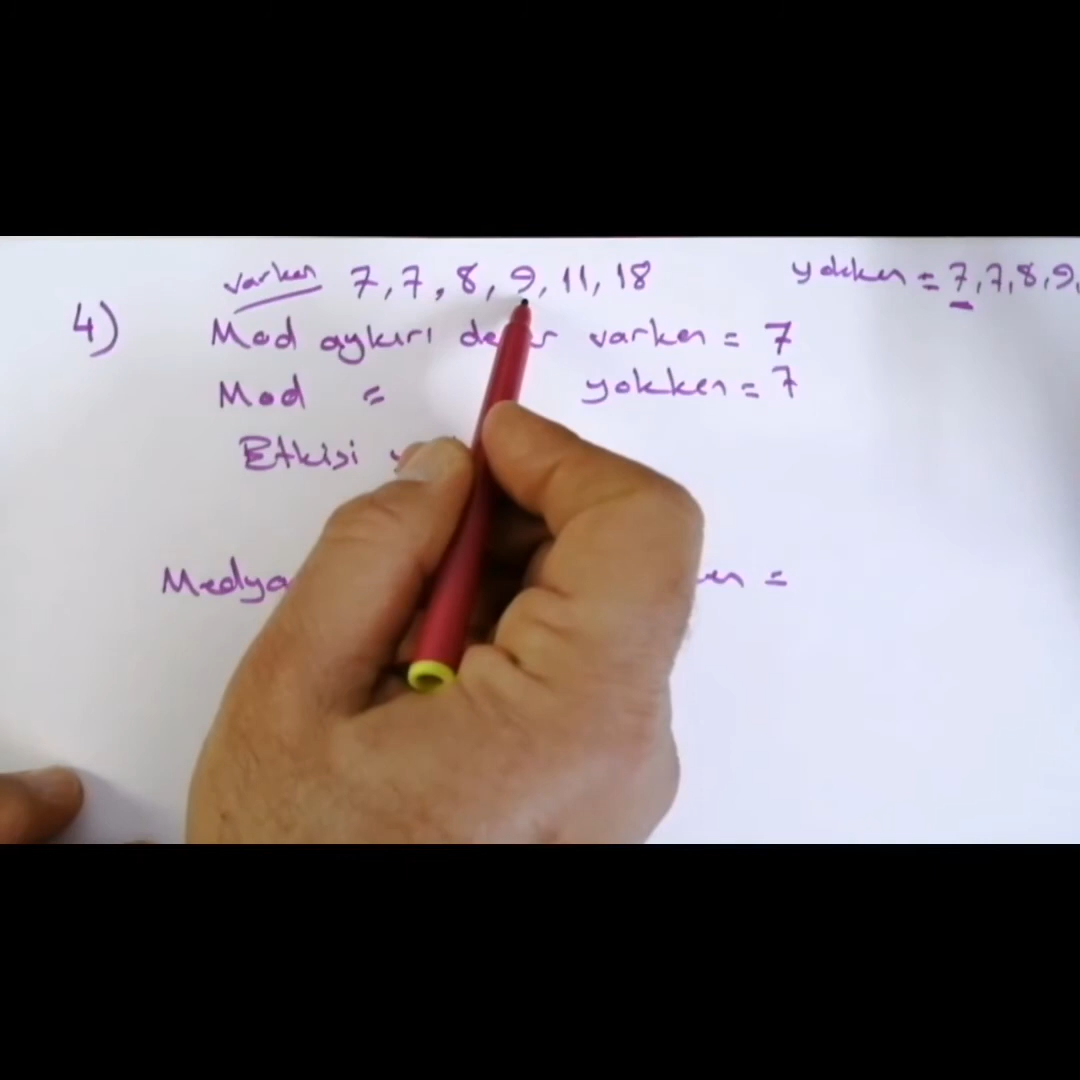 varken 7, 7, 8, 9, 11, 18
yokken = 7, 7, 8, 9,
4) Mod aykırı varken = 7
Mod = yokken = 7
Etkisi
=